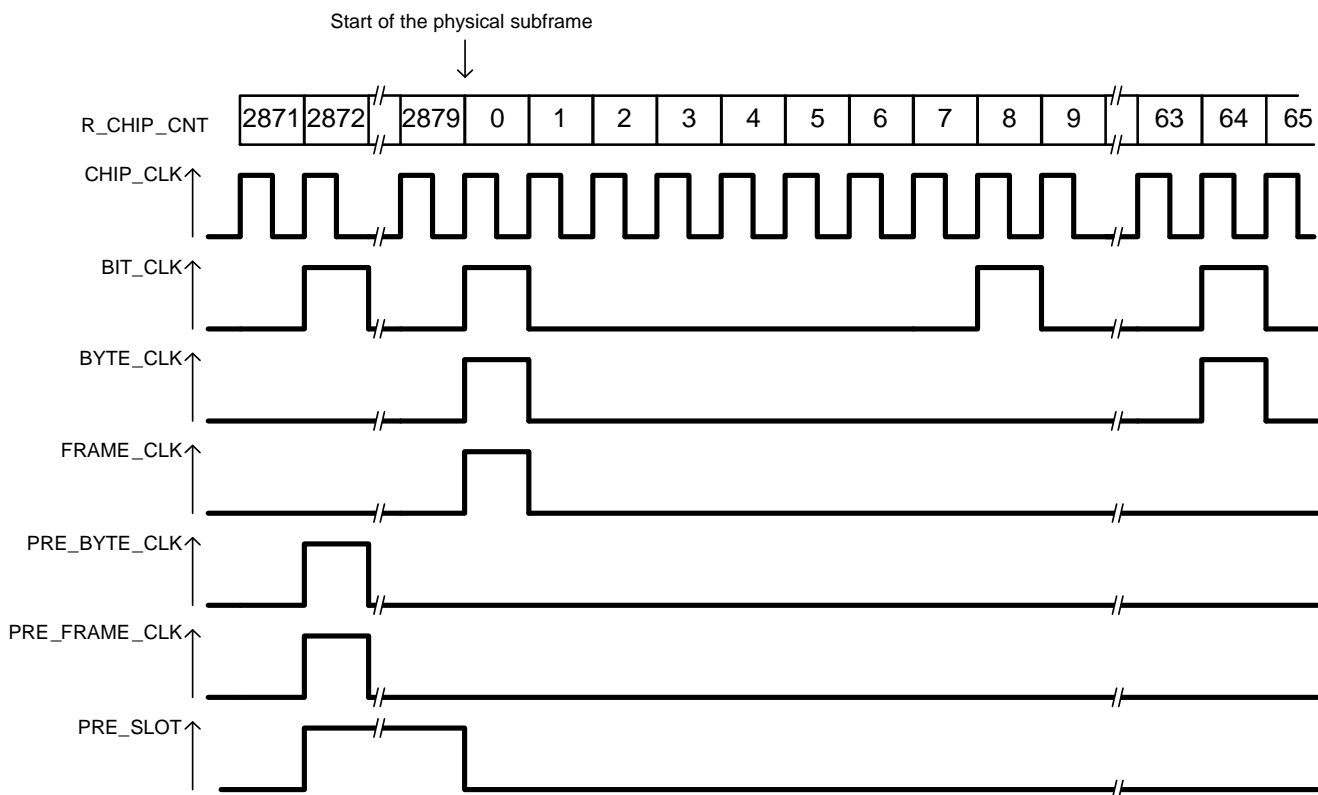 Start of the physical subframe
R_CHIP_CNT 2871 2872 2879 0 1 2 3 4 5 6 7 8 9 63 64 65
CHIP_CLK
BIT_CLK
BYTE_CLK
FRAME_CLK
PRE_BYTE_CLK
PRE_FRAME_CLK
PRE_SLOT